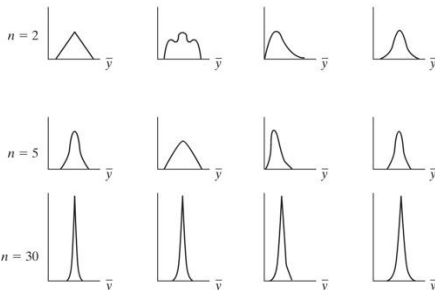 n = 2
y̅ y̅ y̅ y̅
n = 5
y̅ y̅ y̅ y̅
n = 30
y̅ y̅ y̅ y̅